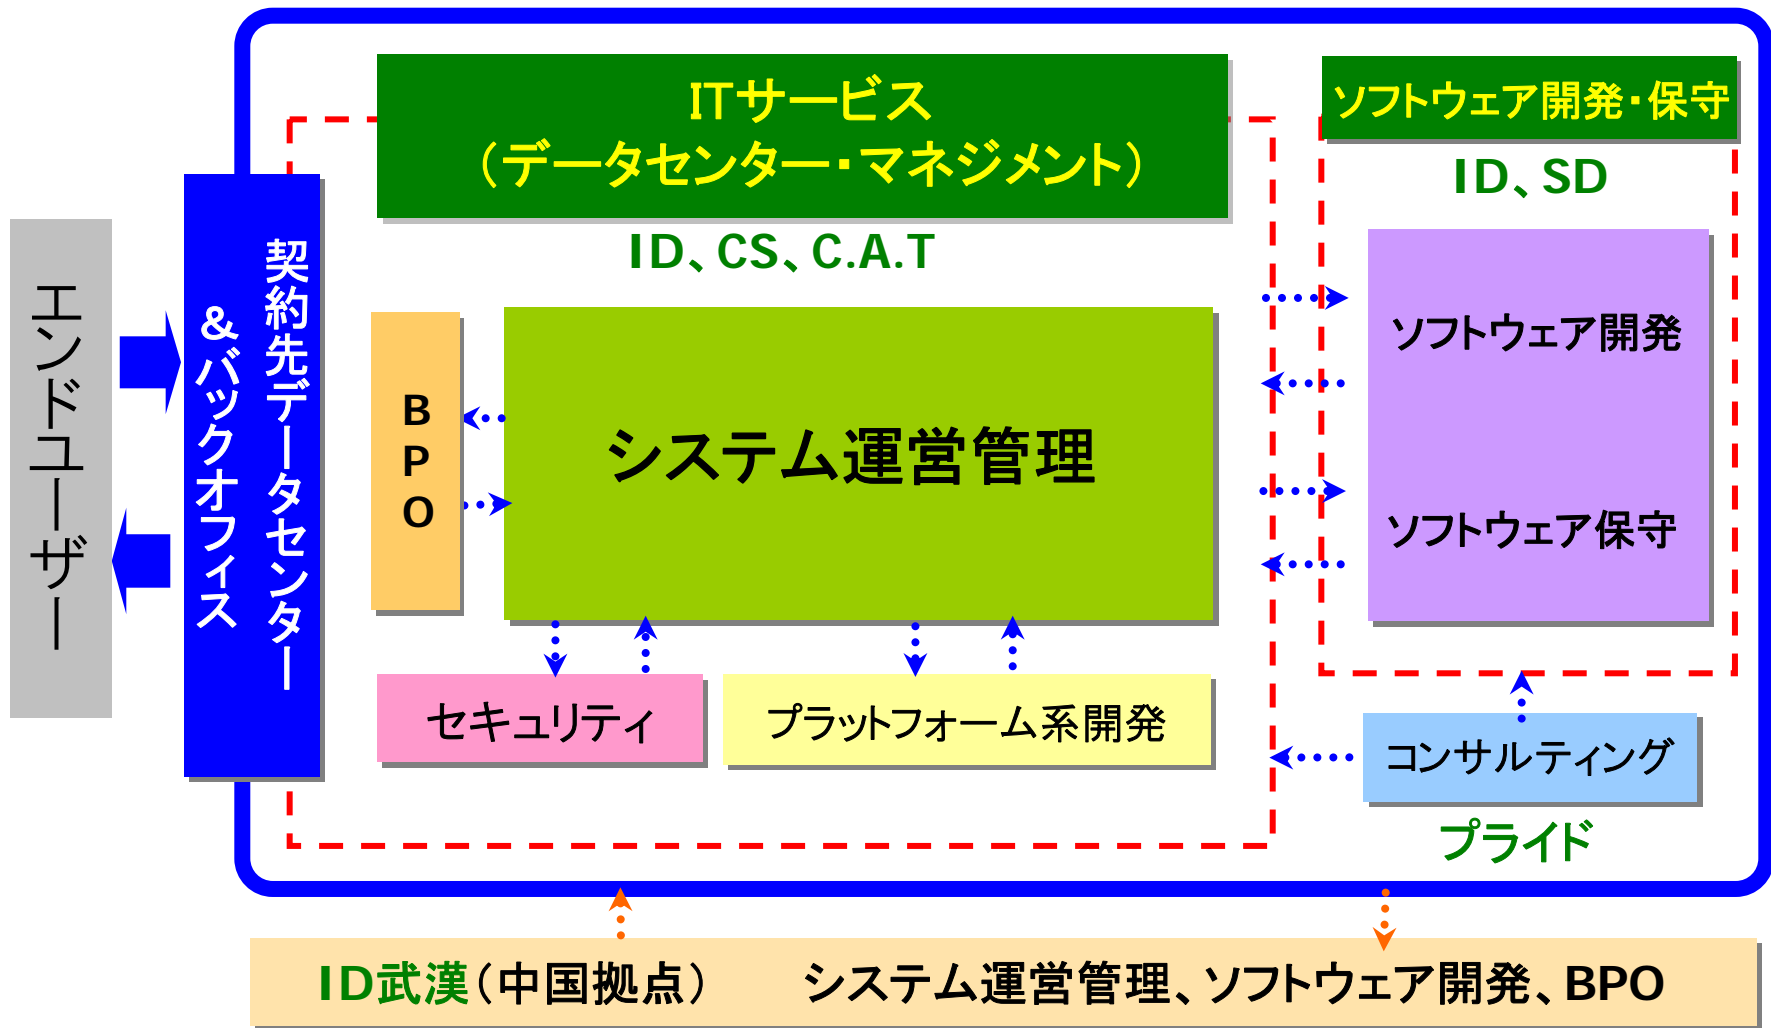 ITサービス
(データセンター・マネジメント)
ID、CS、C.A.T
ソフトウェア開発・保守
ID、SD
エンドユーザー
契約先データセンター
&バックオフィス
BPO
システム運営管理
ソフトウェア開発
ソフトウェア保守
セキュリティ
プラットフォーム系開発
コンサルティング
プライド
ID武漢(中国拠点) システム運営管理、ソフトウェア開発、BPO